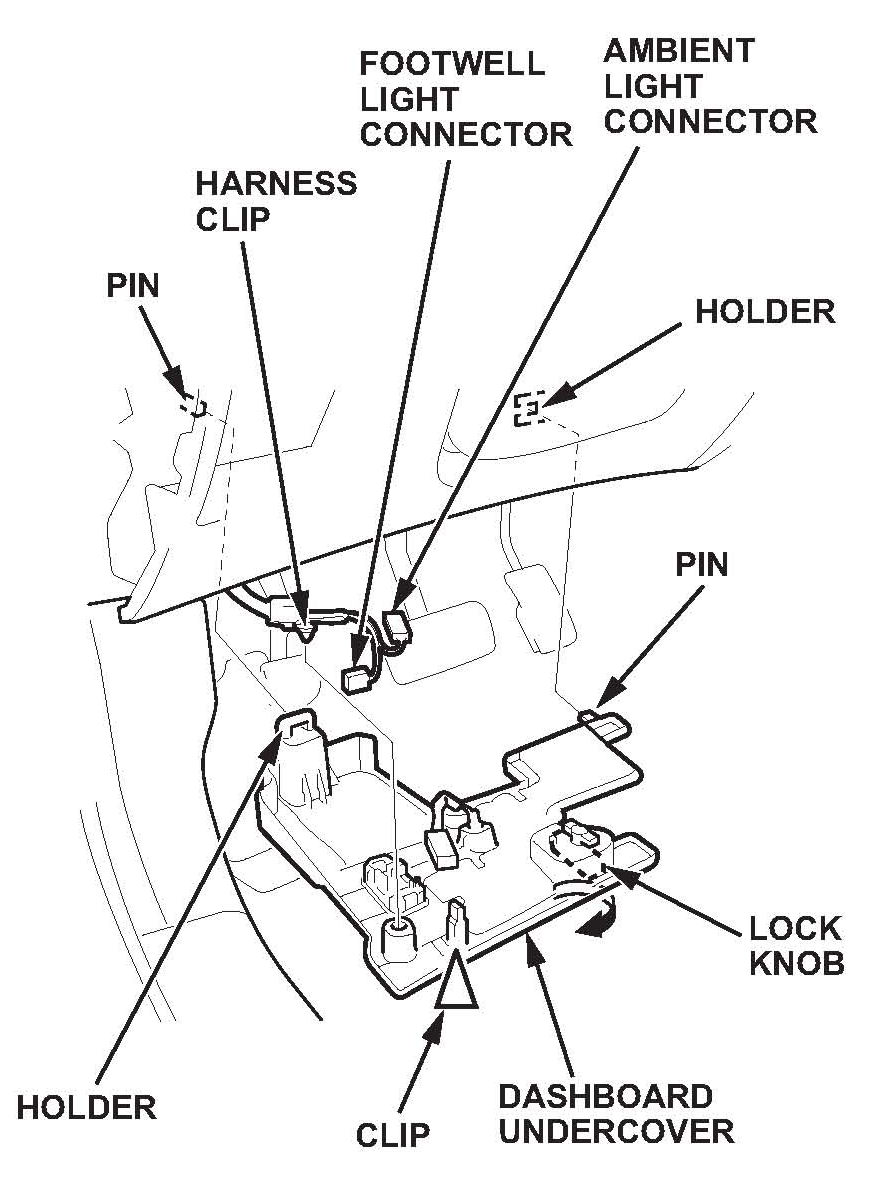 FOOTWELL
LIGHT
CONNECTOR
AMBIENT
LIGHT
CONNECTOR
HARNESS
CLIP
PIN
HOLDER
PIN
LOCK
KNOB
HOLDER
CLIP
DASHBOARD
UNDERCOVER